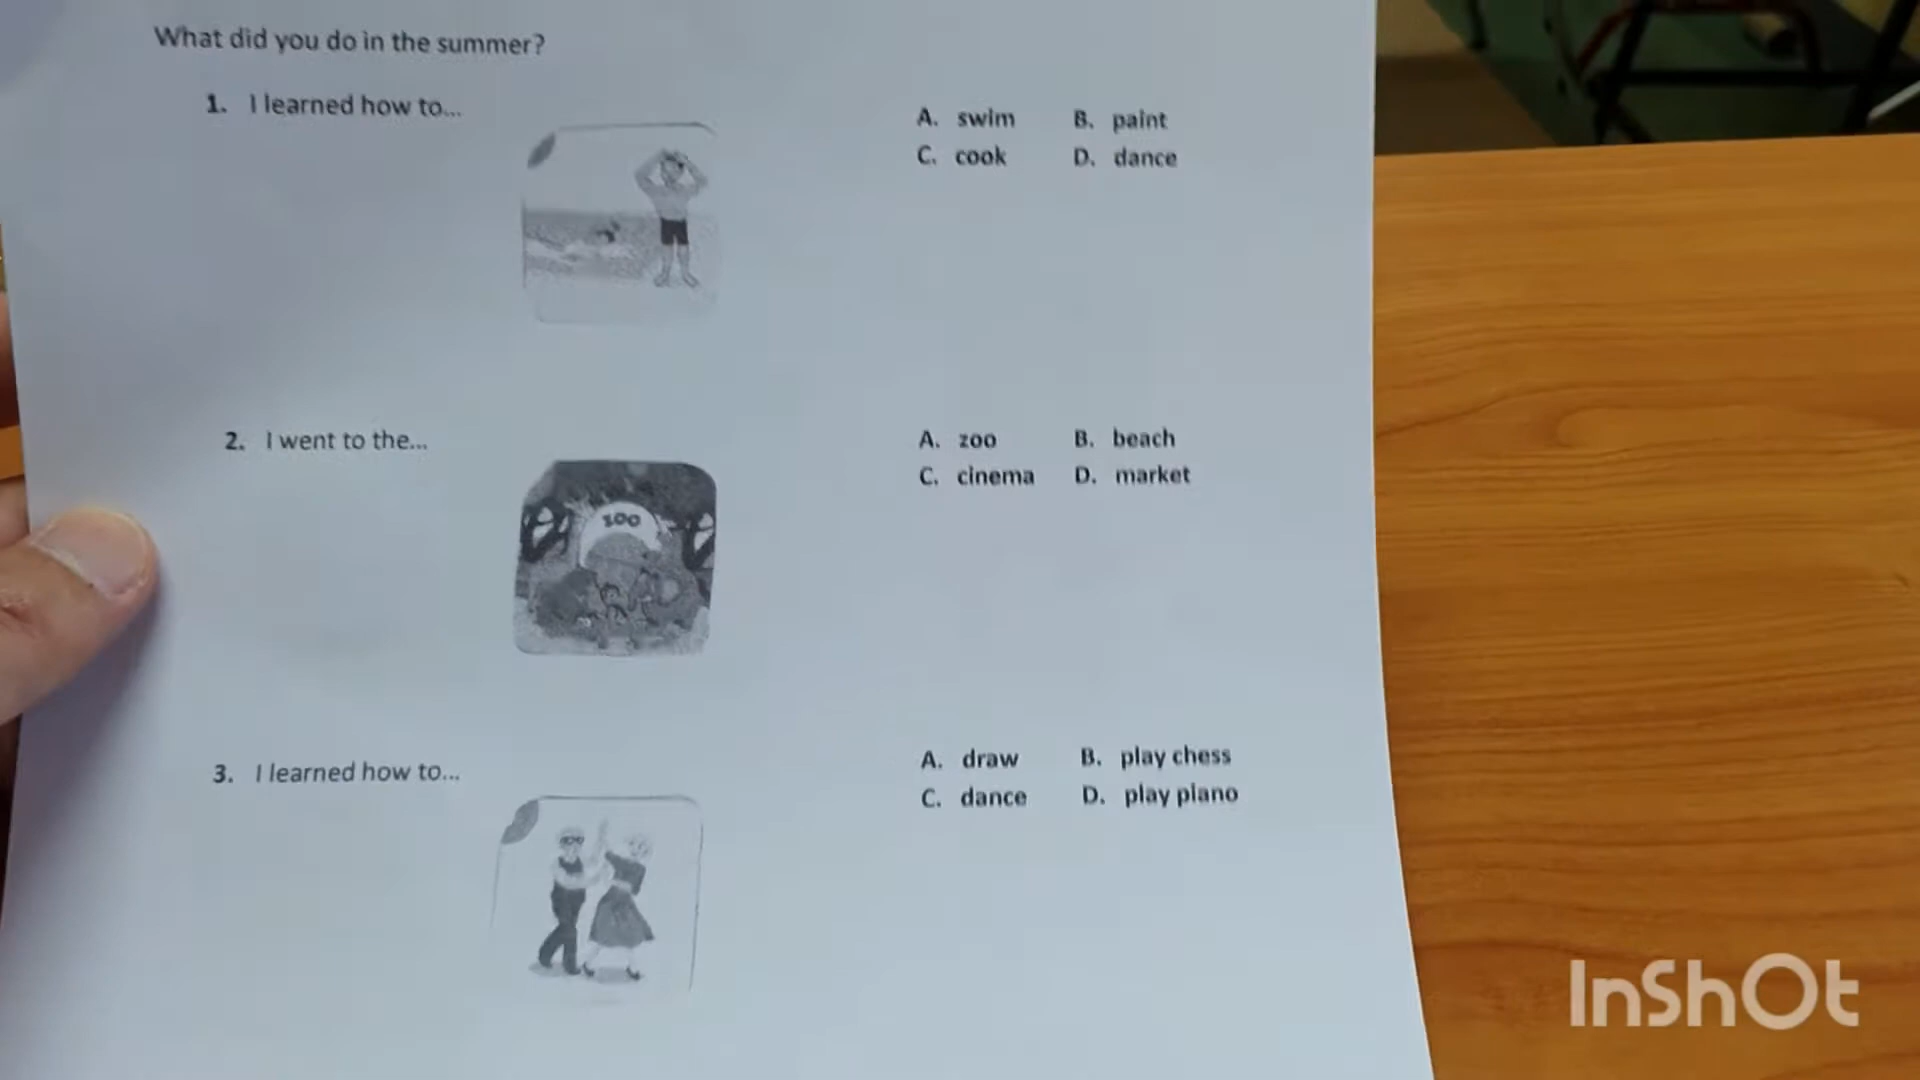 What did you do in the summer?
1. I learned how to...
A. swim B. paint
C. cook D. dance
2. I went to the...
A. zoo B. beach
C. cinema D. market
ZOO
3. I learned how to...
A. draw B. play chess
C. dance D. play piano
InShOt